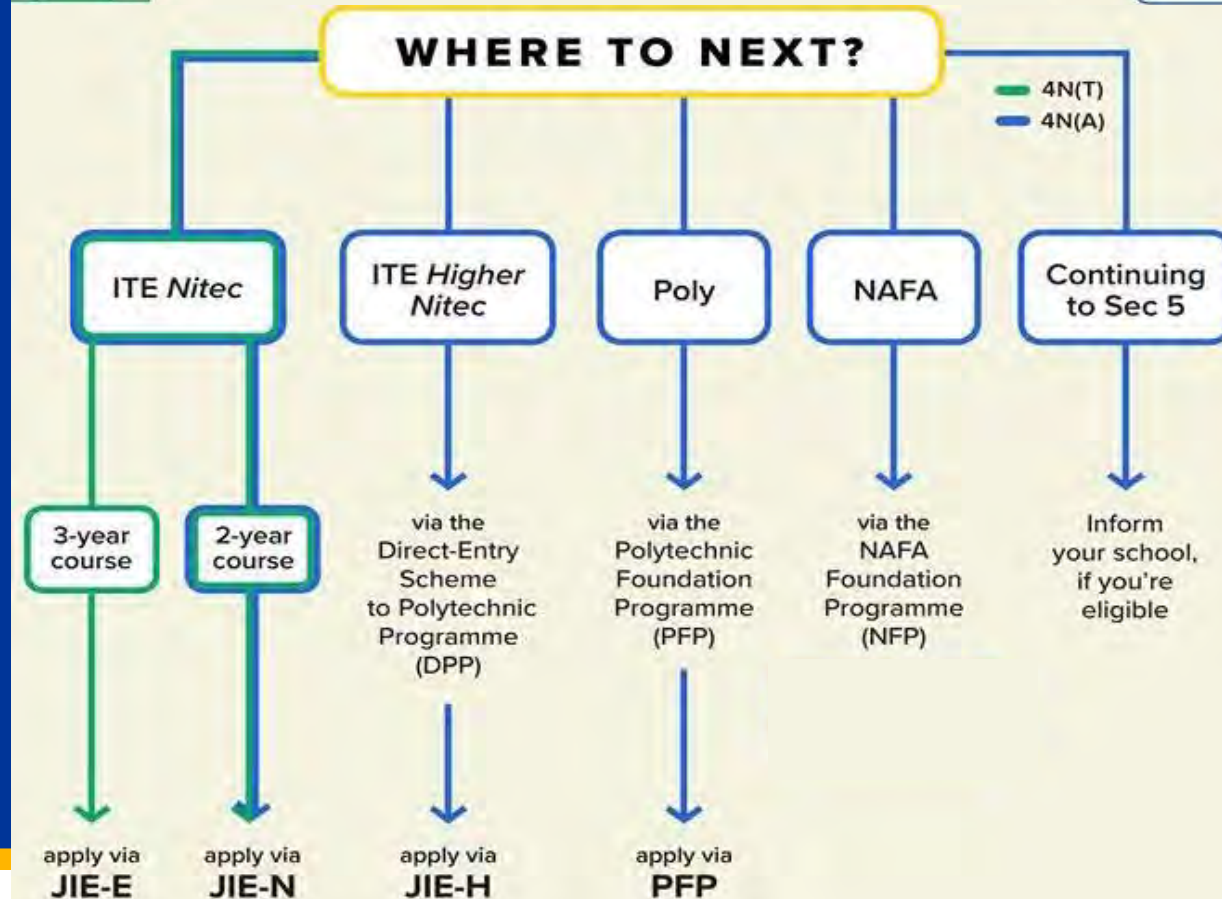 WHERE TO NEXT?
4N(T)
4N(A)
ITE Nitec
ITE Higher
Nitec
Poly
NAFA
Continuing
to Sec 5
3-year
course
2-year
course
via the
Direct-Entry
Scheme
to Polytechnic
Programme
(DPP)
via the
Polytechnic
Foundation
Programme
(PFP)
via the
NAFA
Foundation
Programme
(NFP)
Inform
your school,
if you're
eligible
apply via
JIE-E
apply via
JIE-N
apply via
JIE-H
apply via
PFP